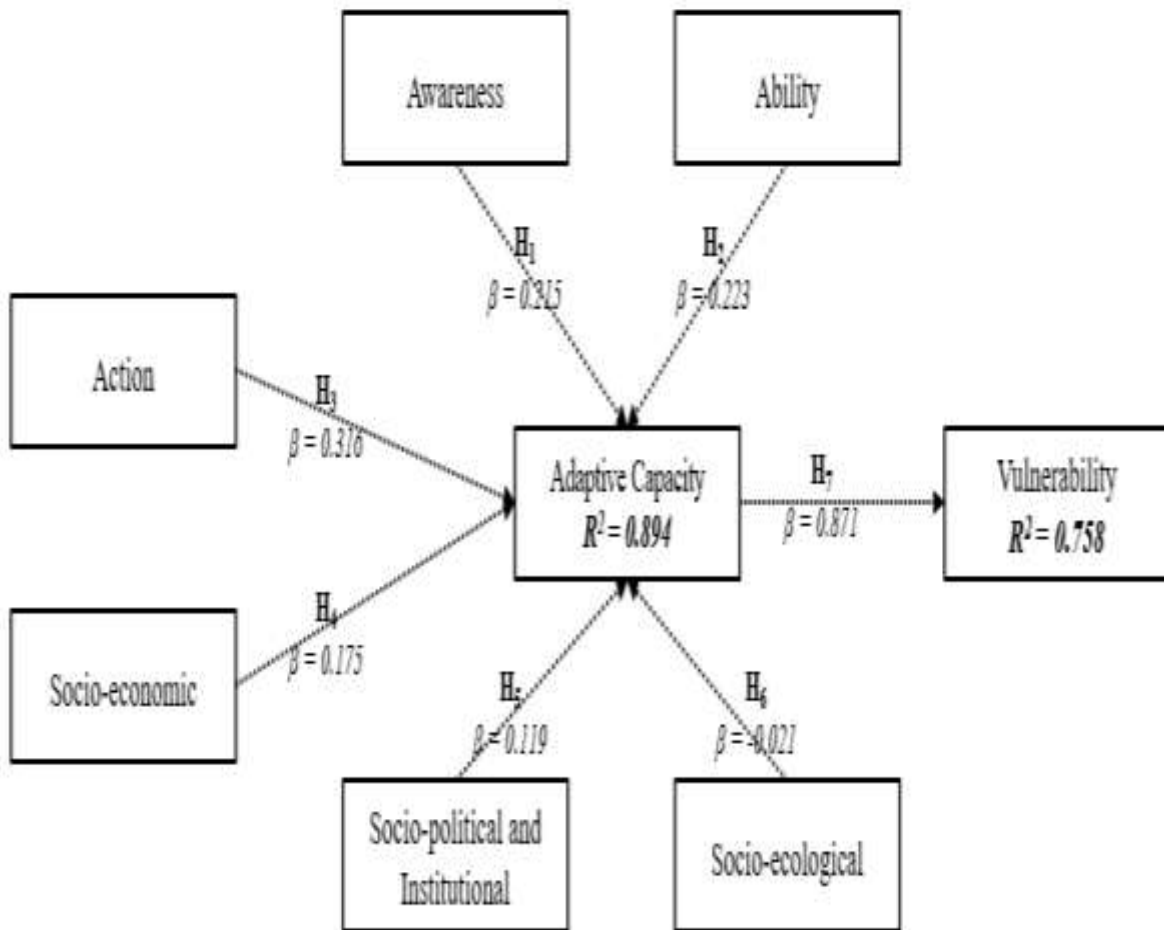 Awareness
Ability
H₁
β = 0.315
H₂
β = 0.223
Action
H₃
β = 0.316
Adaptive Capacity
R² = 0.894
H₇
β = 0.871
Vulnerability
R² = 0.758
H₄
β = 0.175
Socio-economic
H₅
β = 0.119
H₆
β = -0.021
Socio-political and
Institutional
Socio-ecological